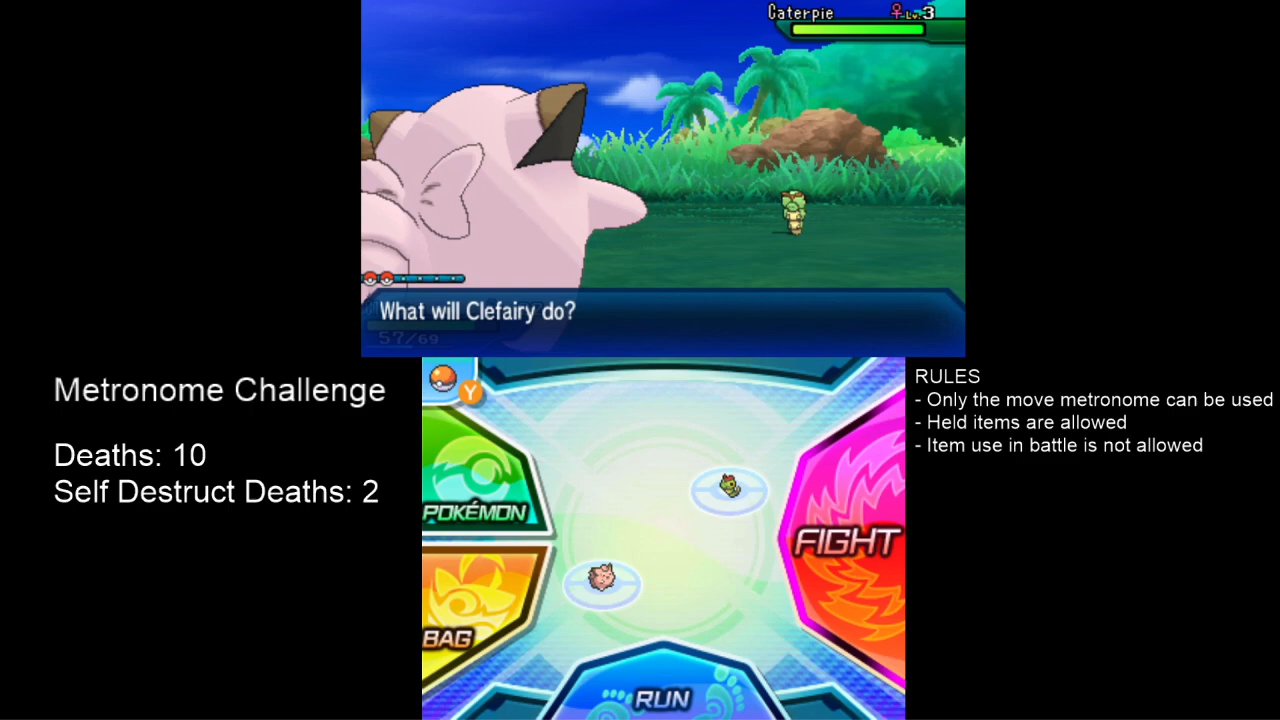 Caterpie ♀ Lv.3
What will Clefairy do?
57/69
Metronome Challenge
Deaths: 10
Self Destruct Deaths: 2
Y
POKÉMON
BAG
FIGHT
RUN
RULES
- Only the move metronome can be used
- Held items are allowed
- Item use in battle is not allowed